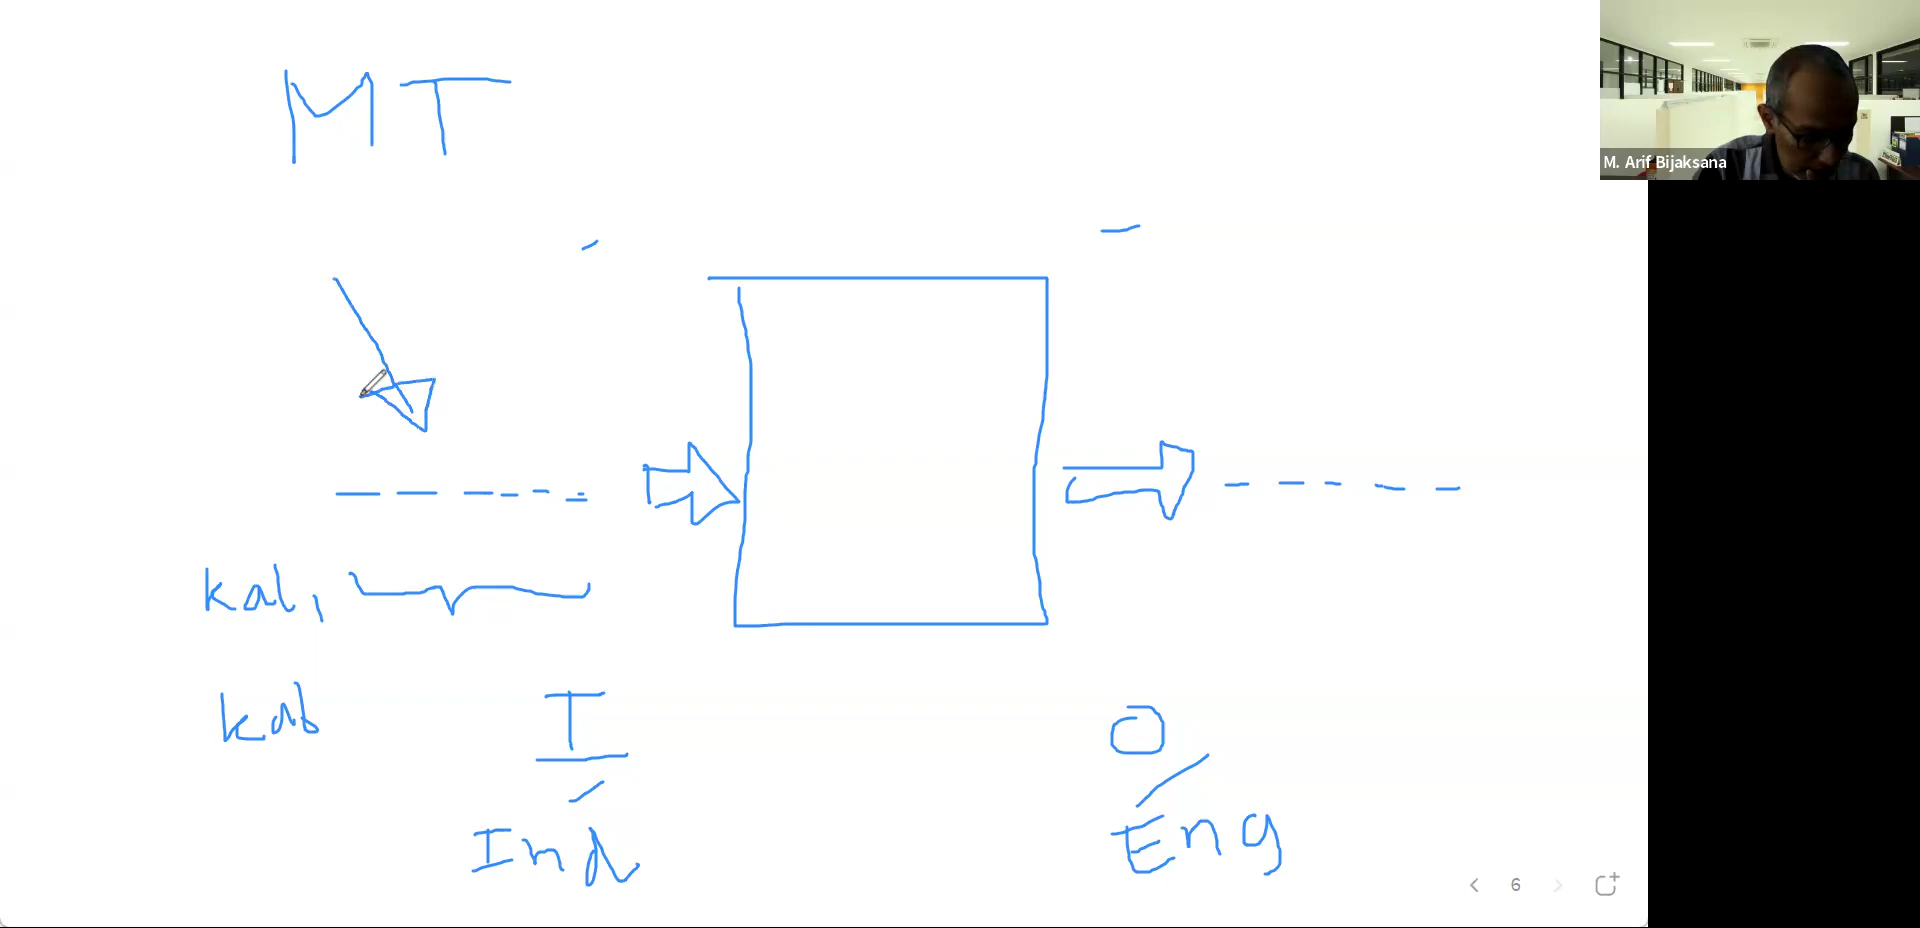 MT
M. Arif Bijaksana
kal,
kab
I
O
Ind
Eng
6